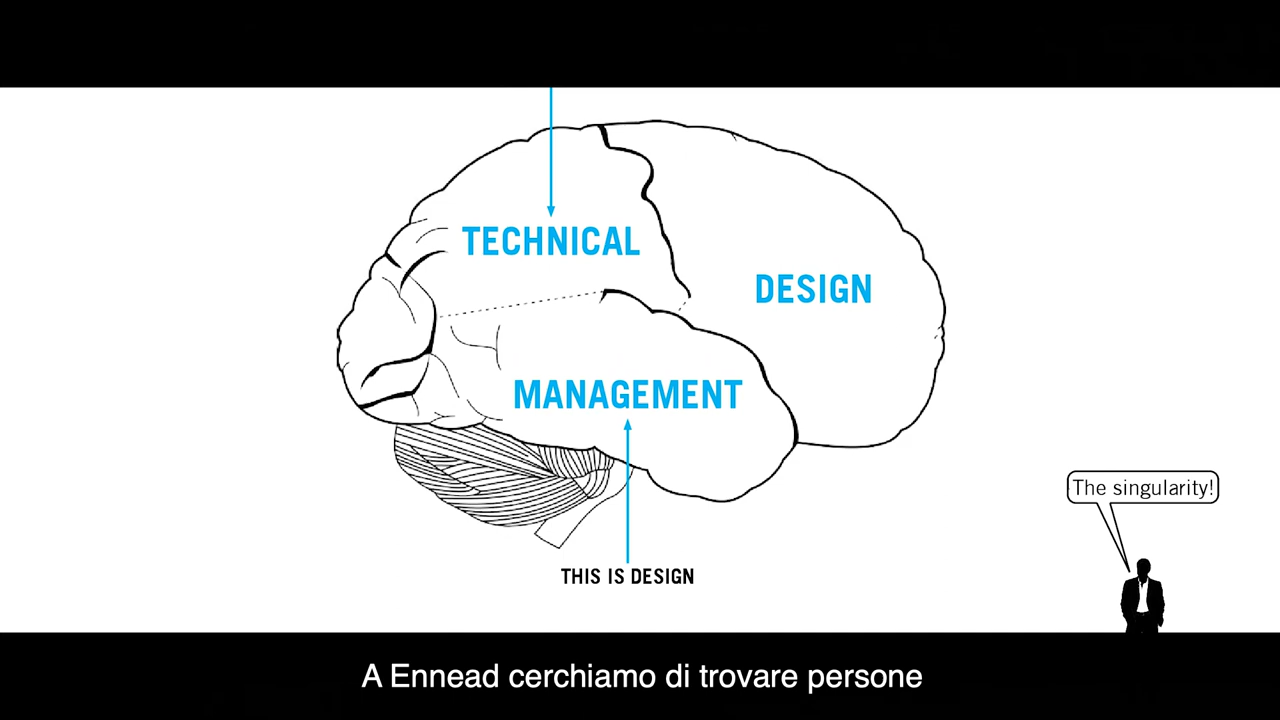 TECHNICAL
DESIGN
MANAGEMENT
The singularity!
THIS IS DESIGN
A Ennead cerchiamo di trovare persone